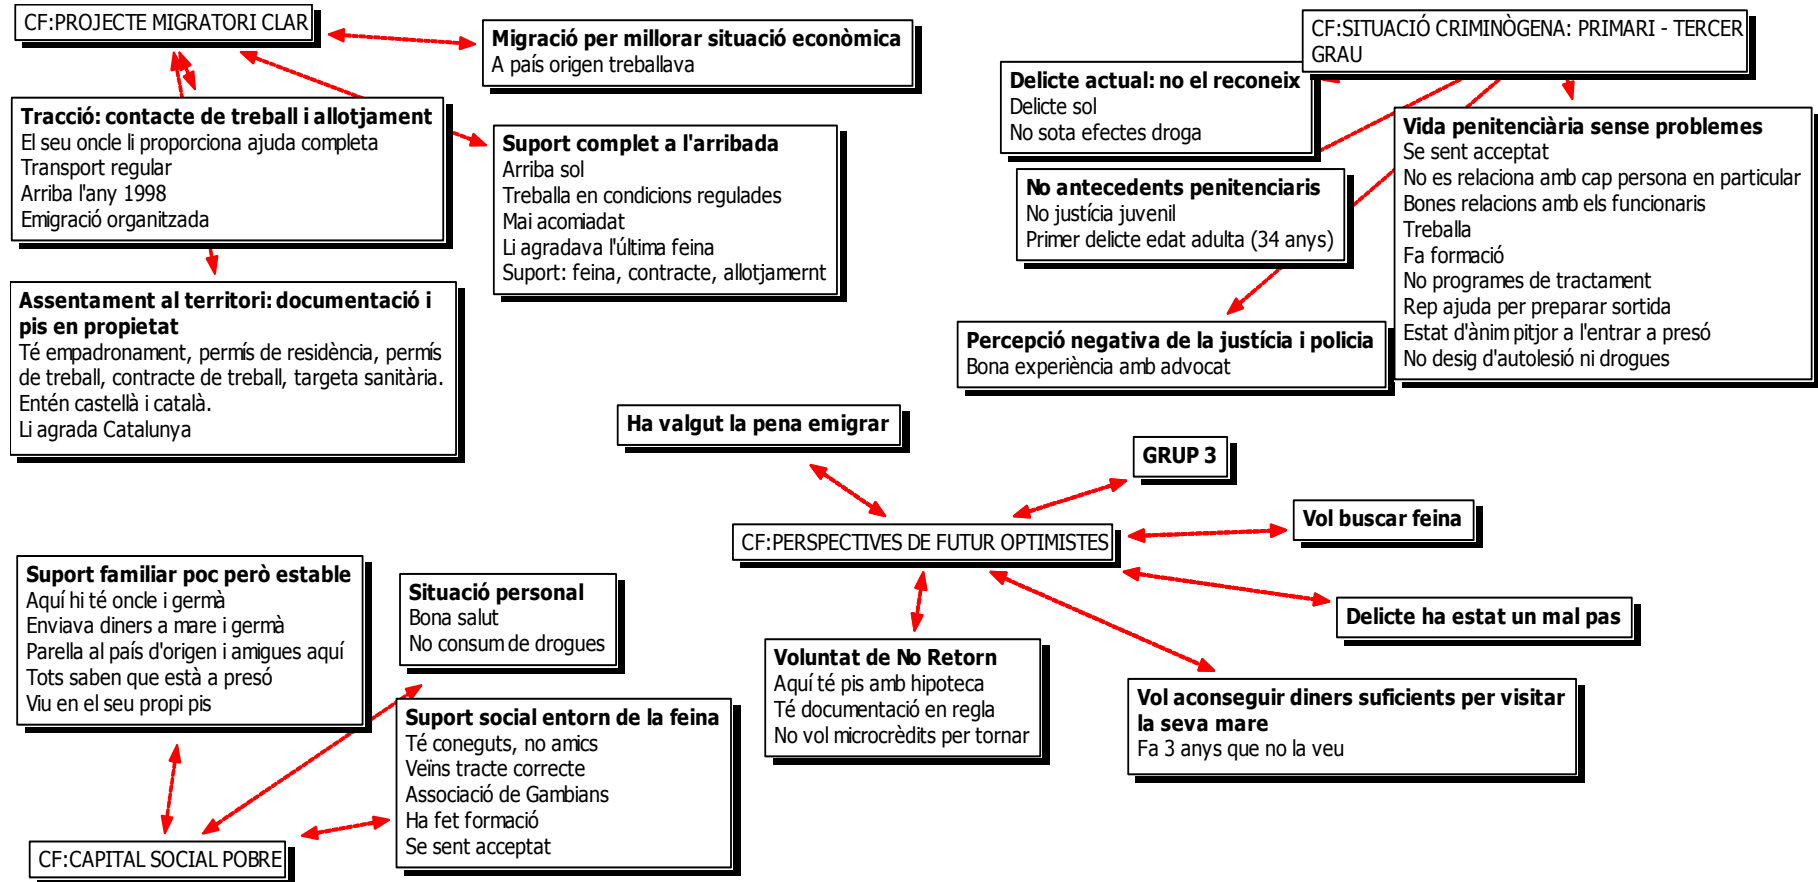 CF:PROJECTE MIGRATORI CLAR
Migració per millorar situació econòmica
A país origen treballava
Tracció: contacte de treball i allotjament
El seu oncle li proporciona ajuda completa
Transport regular
Arriba l'any 1998
Emigració organitzada
Suport complet a l'arribada
Arriba sol
Treballa en condicions regulades
Mai acomiadat
Li agradava l'última feina
Suport: feina, contracte, allotjamernt
Assentament al territori: documentació i
pis en propietat
Té empadronament, permís de residència, permís
de treball, contracte de treball, targeta sanitària.
Entén castellà i català.
Li agrada Catalunya
CF:SITUACIÓ CRIMINÒGENA: PRIMARI - TERCER
GRAU
Delicte actual: no el reconeix
Delicte sol
No sota efectes droga
No antecedents penitenciaris
No justícia juvenil
Primer delicte edat adulta (34 anys)
Vida penitenciària sense problemes
Se sent acceptat
No es relaciona amb cap persona en particular
Bones relacions amb els funcionaris
Treballa
Fa formació
No programes de tractament
Rep ajuda per preparar sortida
Estat d'ànim pitjor a l'entrar a presó
No desig d'autolesió ni drogues
Percepció negativa de la justícia i policia
Bona experiència amb advocat
Ha valgut la pena emigrar
GRUP 3
Vol buscar feina
CF:PERSPECTIVES DE FUTUR OPTIMISTES
Delicte ha estat un mal pas
Voluntat de No Retorn
Aquí té pis amb hipoteca
Té documentació en regla
No vol microcrèdits per tornar
Vol aconseguir diners suficients per visitar
la seva mare
Fa 3 anys que no la veu
Suport familiar poc però estable
Aquí hi té oncle i germà
Enviava diners a mare i germà
Parella al país d'origen i amigues aquí
Tots saben que està a presó
Viu en el seu propi pis
Situació personal
Bona salut
No consum de drogues
Suport social entorn de la feina
Té coneguts, no amics
Veïns tracte correcte
Associació de Gambians
Ha fet formació
Se sent acceptat
CF:CAPITAL SOCIAL POBRE